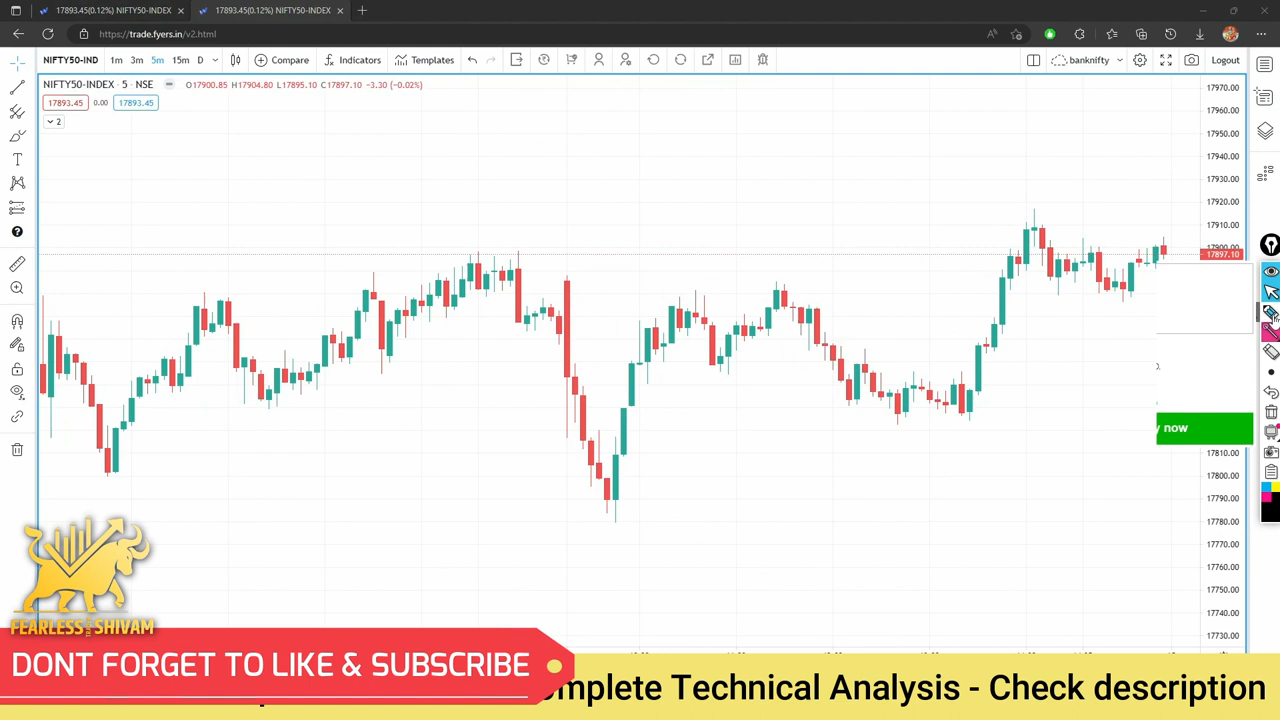 17893.45(0.12%) NIFTY50-INDEX
17893.45(0.12%) NIFTY50-INDEX
https://trade.fyers.in/v2.html
NIFTY50-IND 1m 3m 5m 15m D Compare Indicators Templates banknifty Logout
NIFTY50-INDEX · 5 · NSE O17900.85 H17904.80 L17895.10 C17897.10 −3.30 (−0.02%)
17893.45 0.00 17893.45
2
17970.00
17960.00
17950.00
17940.00
17930.00
17920.00
17910.00
17900.00
17897.10
now
17810.00
17800.00
17790.00
17780.00
17770.00
17760.00
17750.00
17740.00
17730.00
FEARLESS SHIVAM
DONT FORGET TO LIKE & SUBSCRIBE
mplete Technical Analysis - Check description